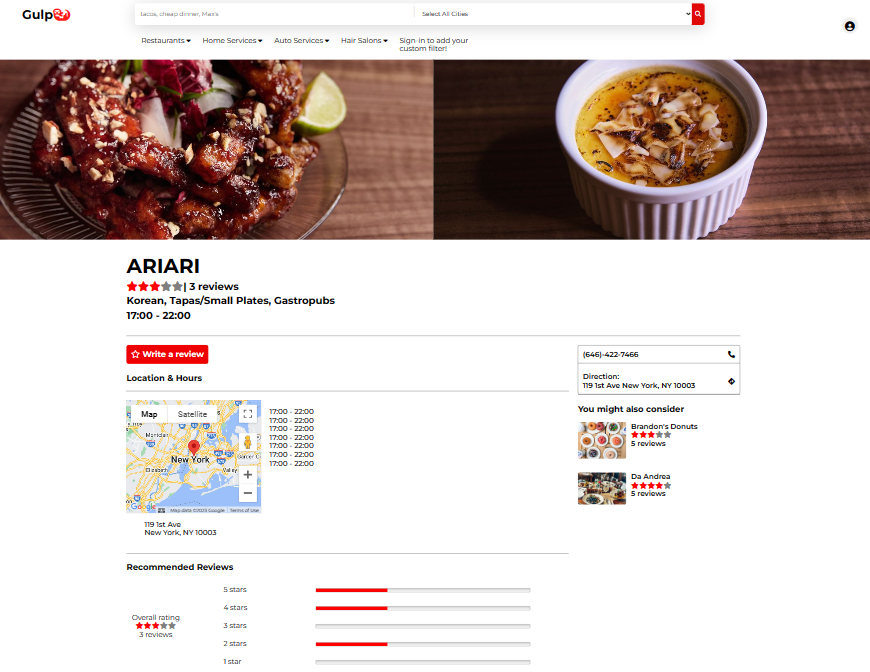 Gulp
tacos, cheap dinner, Max's
Select All Cities
Restaurants
Home Services
Auto Services
Hair Salons
Sign-in to add your
custom filter!
ARIARI
| 3 reviews
Korean, Tapas/Small Plates, Gastropubs
17:00 - 22:00
Write a review
Location & Hours
Map
Satellite
Montclair
New York
Elizabeth
Valley
Google
Map data ©2023 Google
Terms of Use
17:00 - 22:00
17:00 - 22:00
17:00 - 22:00
17:00 - 22:00
17:00 - 22:00
17:00 - 22:00
17:00 - 22:00
119 1st Ave
New York, NY 10003
(646)-422-7466
Direction:
119 1st Ave New York, NY 10003
You might also consider
Brandon's Donuts
5 reviews
Da Andrea
5 reviews
Recommended Reviews
Overall rating
3 reviews
5 stars
4 stars
3 stars
2 stars
1 star